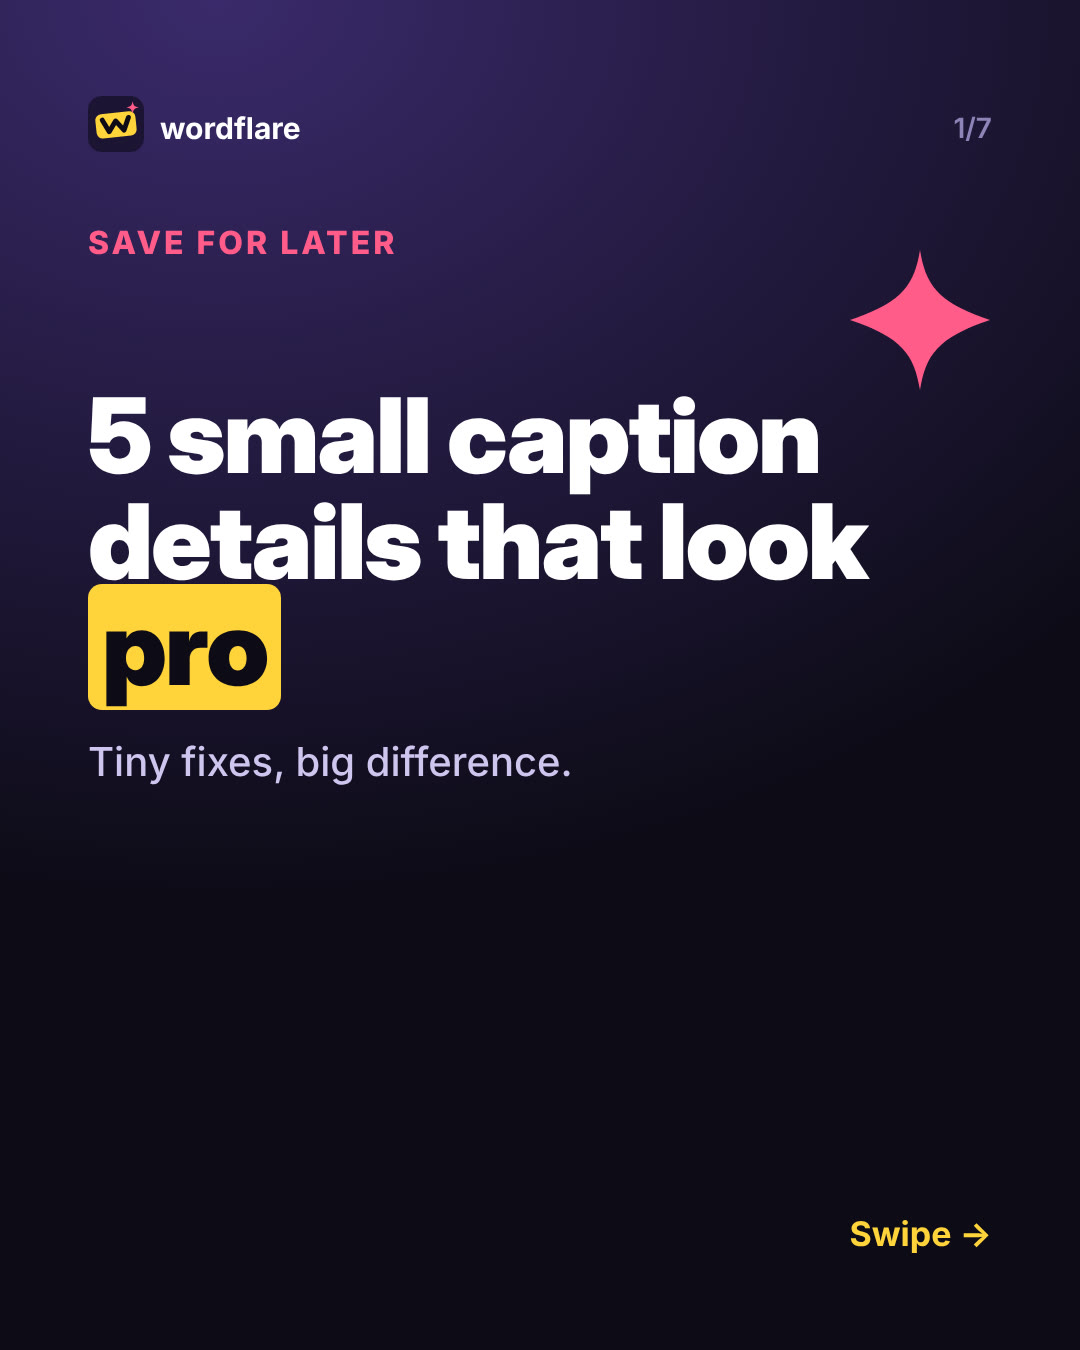 wordflare
1/7
SAVE FOR LATER
5 small caption
details that look
pro
Tiny fixes, big difference.
Swipe →